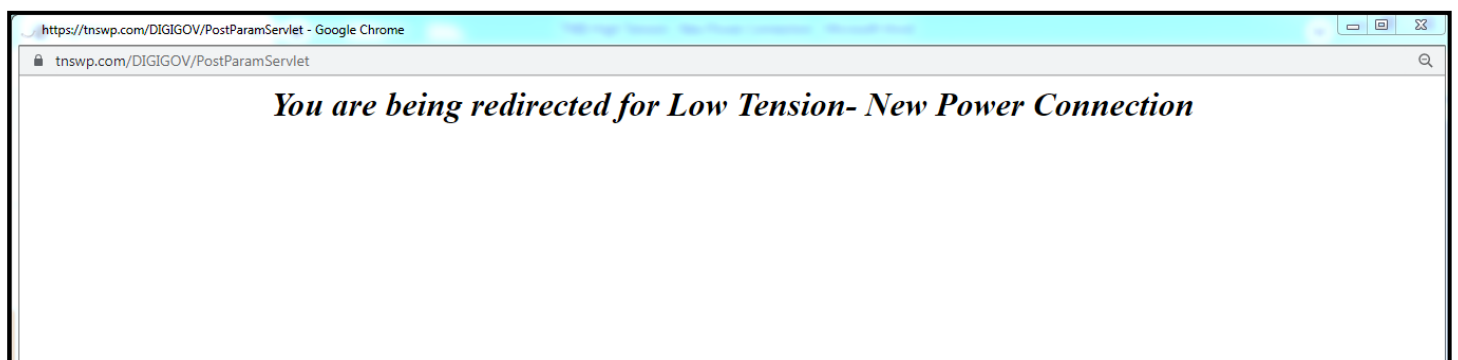 https://tnswp.com/DIGIGOV/PostParamServlet - Google Chrome
tnswp.com/DIGIGOV/PostParamServlet
You are being redirected for Low Tension- New Power Connection